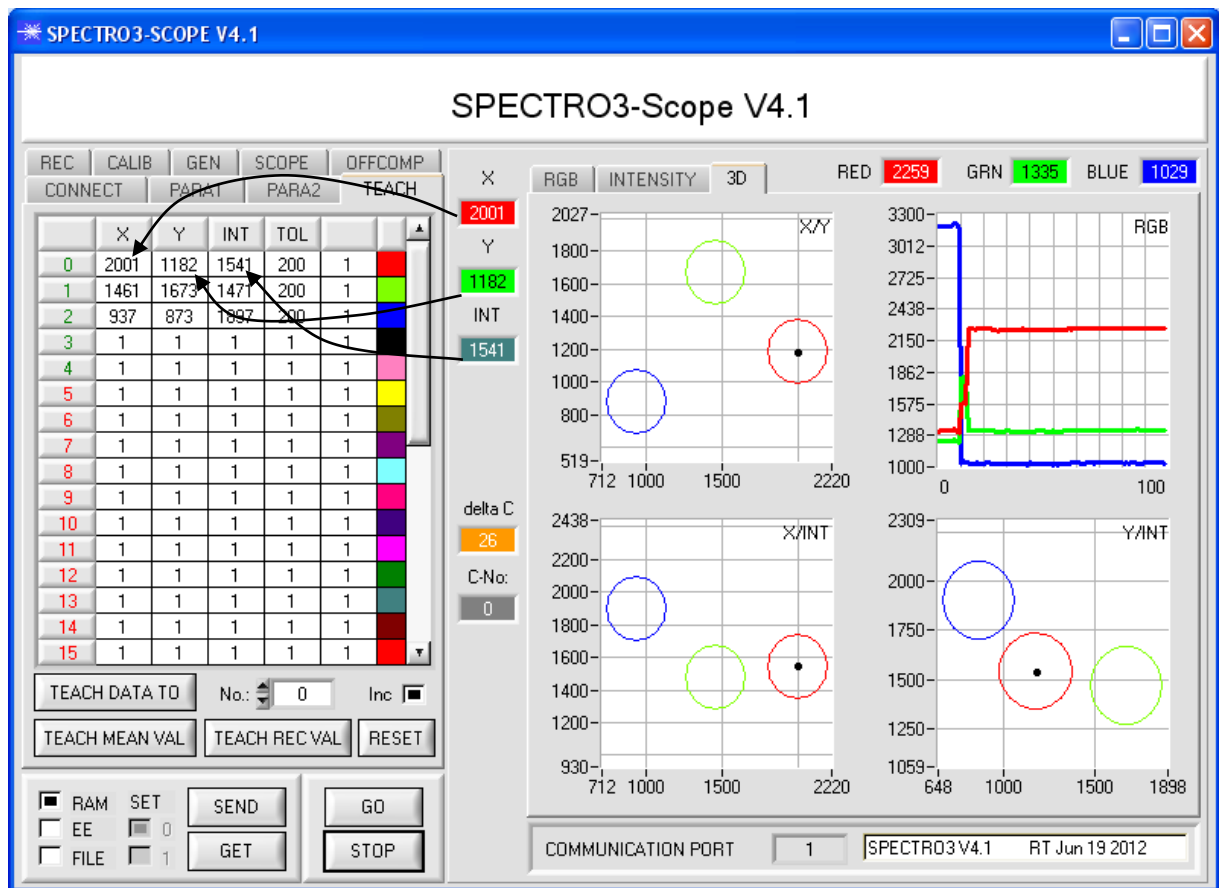 SPECTRO3-SCOPE V4.1
SPECTRO3-Scope V4.1
REC CALIB GEN SCOPE OFFCOMP
CONNECT PARA1 PARA2 TEACH
X Y INT TOL
0 2001 1182 1541 200 1
1 1461 1673 1471 200 1
2 937 873 1897 200 1
3 1 1 1 1 1
4 1 1 1 1 1
5 1 1 1 1 1
6 1 1 1 1 1
7 1 1 1 1 1
8 1 1 1 1 1
9 1 1 1 1 1
10 1 1 1 1 1
11 1 1 1 1 1
12 1 1 1 1 1
13 1 1 1 1 1
14 1 1 1 1 1
15 1 1 1 1 1
TEACH DATA TO No.: 0 Inc
TEACH MEAN VAL TEACH REC VAL RESET
RAM SET SEND GO
EE 0
FILE 1 GET STOP
X
2001
Y
1182
INT
1541
delta C
26
C-No:
0
RGB INTENSITY 3D RED 2259 GRN 1335 BLUE 1029
X/Y
2027
1800
1600
1400
1200
1000
800
519
712 1000 1500 2220
RGB
3300
3012
2725
2438
2150
1862
1575
1288
1000
0 100
X/INT
2438
2200
2000
1800
1600
1400
1200
930
712 1000 1500 2220
Y/INT
2309
2000
1750
1500
1250
1059
648 1000 1500 1898
COMMUNICATION PORT 1 SPECTRO3 V4.1 RT Jun 19 2012